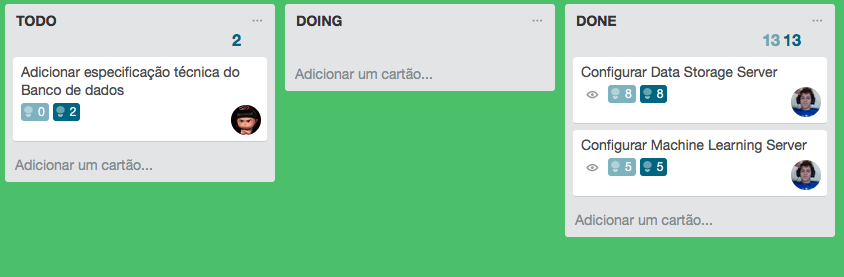 TODO ...
2
Adicionar especificação técnica do
Banco de dados
0 2
Adicionar um cartão...
DOING ...
Adicionar um cartão...
DONE ...
13 13
Configurar Data Storage Server
8 8
Configurar Machine Learning Server
5 5
Adicionar um cartão...